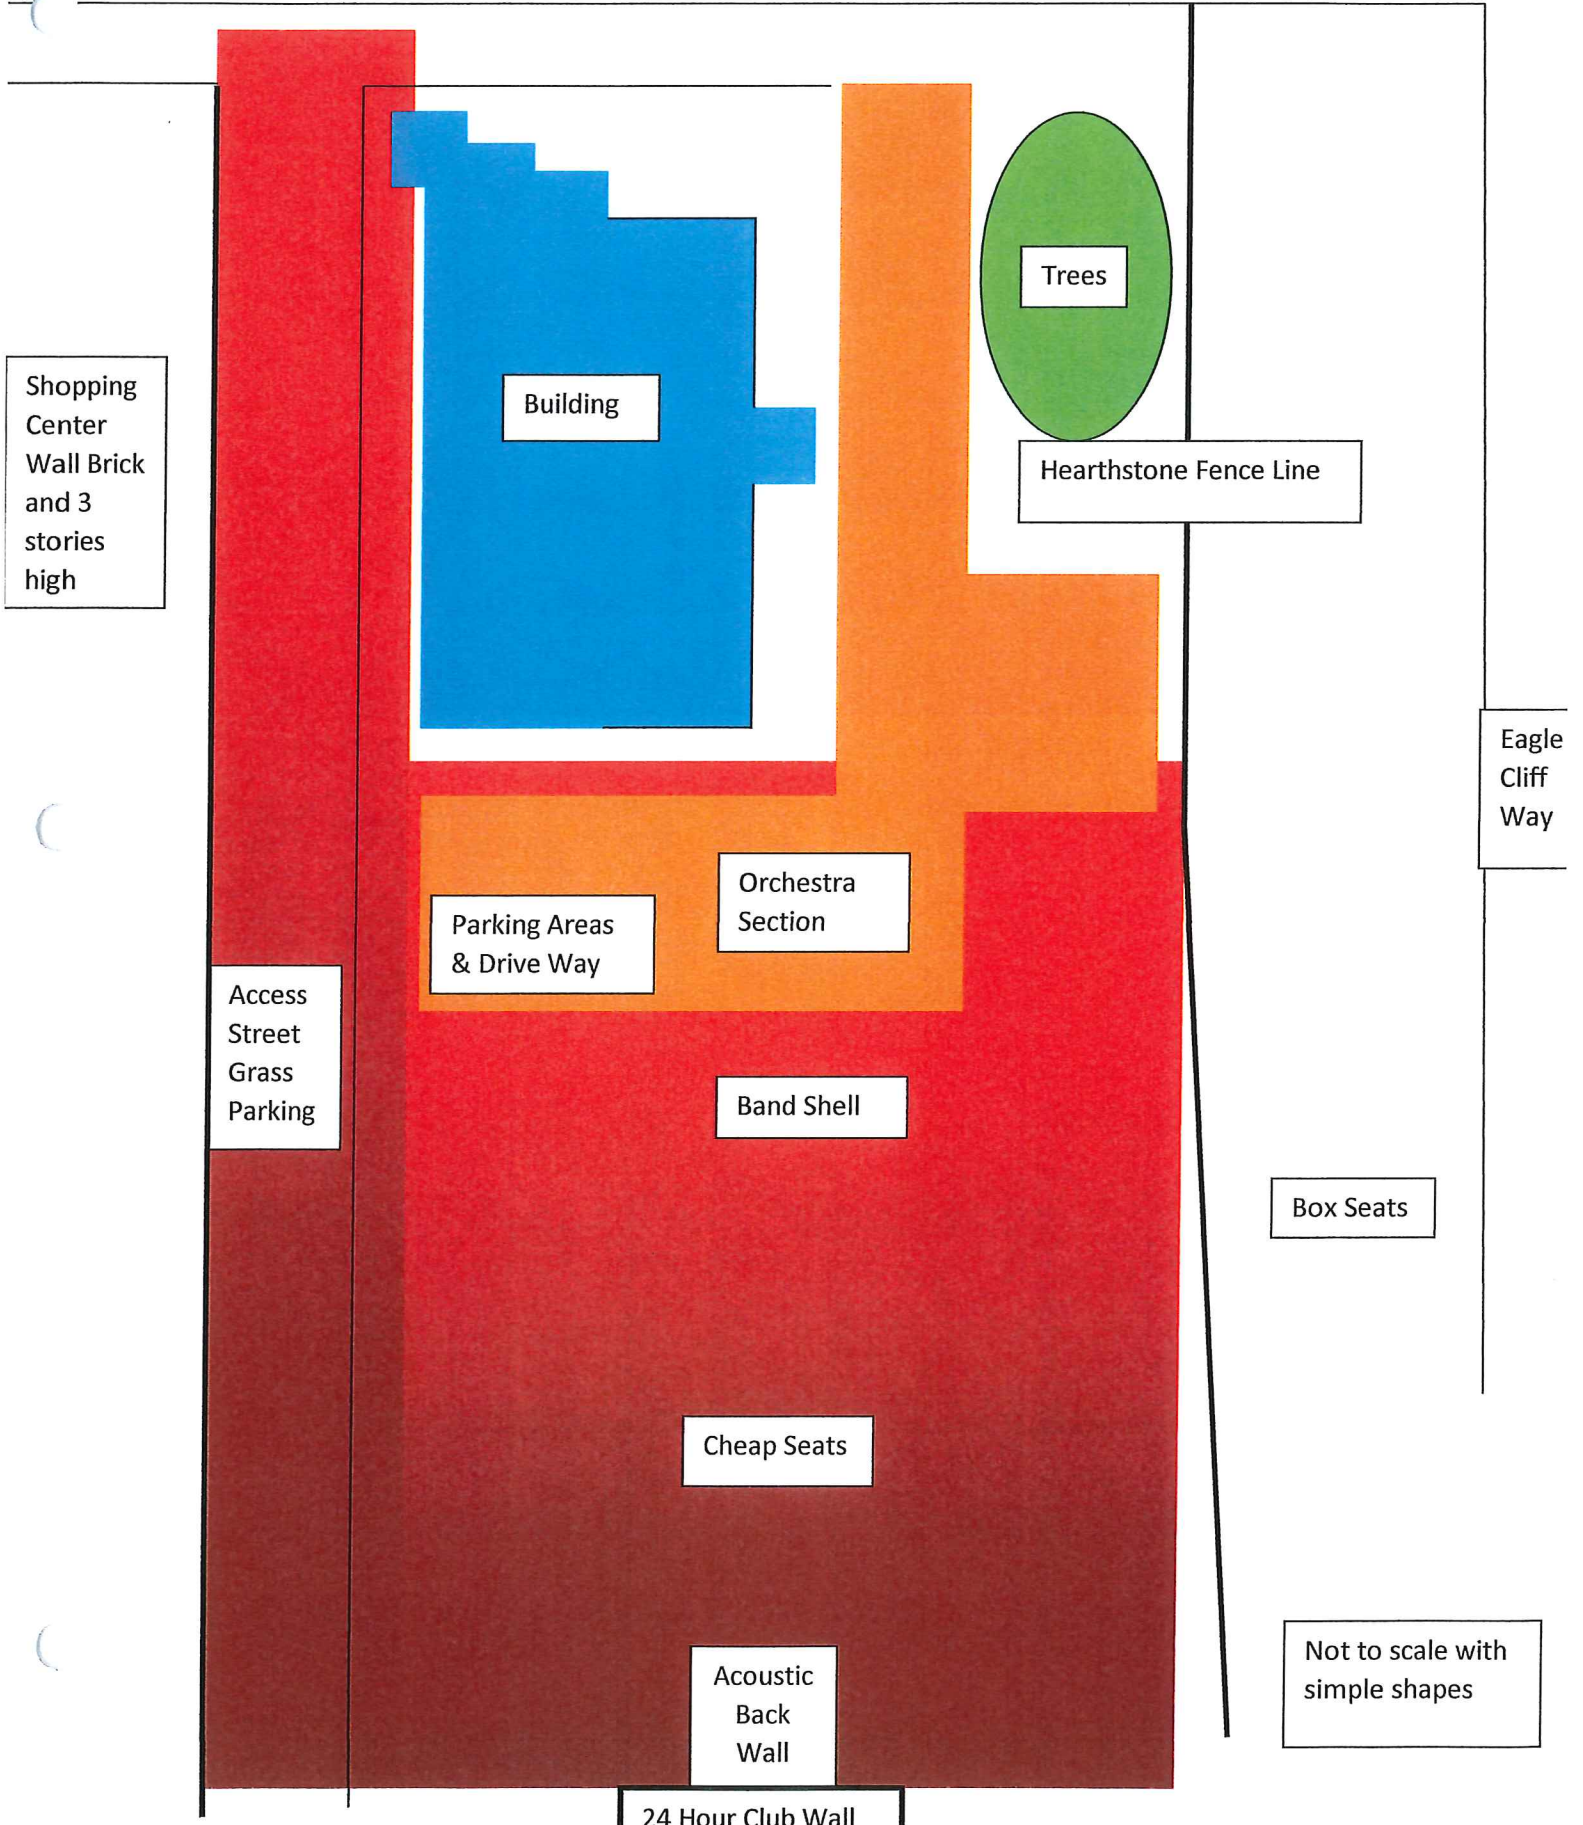 Trees
Shopping
Center
Wall Brick
and 3
stories
high
Building
Hearthstone Fence Line
Eagle
Cliff
Way
Orchestra
Section
Parking Areas
& Drive Way
Access
Street
Grass
Parking
Band Shell
Box Seats
Cheap Seats
Not to scale with
simple shapes
Acoustic
Back
Wall
24 Hour Club Wall